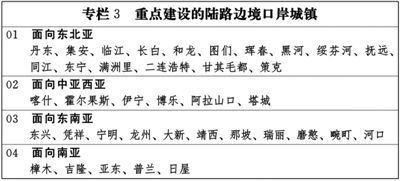 专栏3 重点建设的陆路边境口岸城镇
01 面向东北亚
丹东、集安、临江、长白、和龙、图们、珲春、黑河、绥芬河、抚远、
同江、东宁、满洲里、二连浩特、甘其毛都、策克
02 面向中亚西亚
喀什、霍尔果斯、伊宁、博乐、阿拉山口、塔城
03 面向东南亚
东兴、凭祥、宁明、龙州、大新、靖西、那坡、瑞丽、磨憨、畹町、河口
04 面向南亚
樟木、吉隆、亚东、普兰、日屋